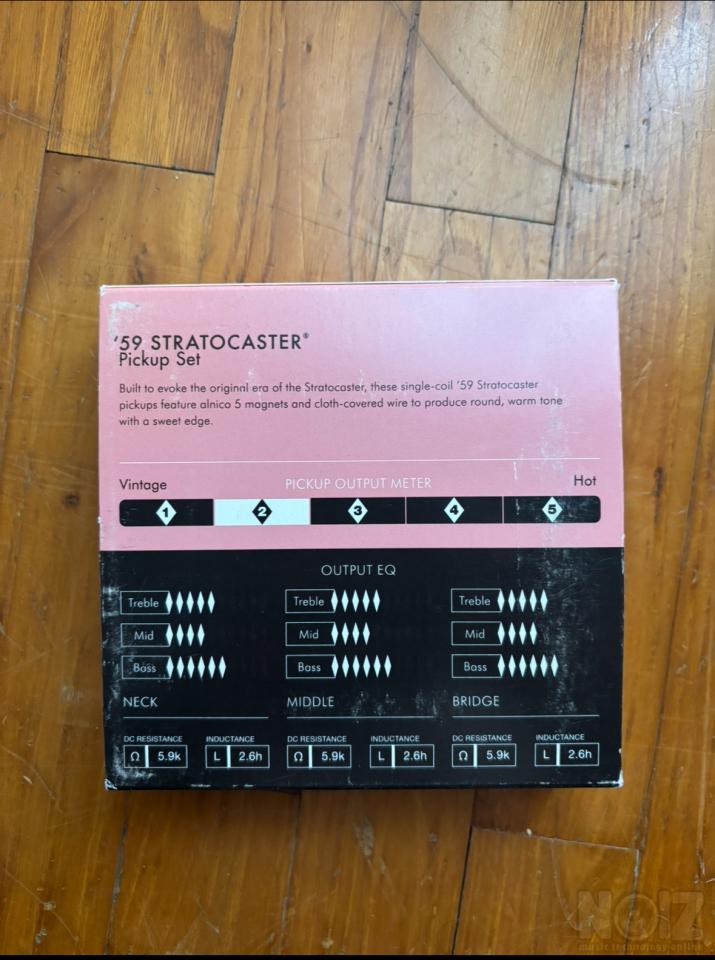 '59 STRATOCASTER®
Pickup Set
Built to evoke the original era of the Stratocaster, these single-coil '59 Stratocaster
pickups feature alnico 5 magnets and cloth-covered wire to produce round, warm tone
with a sweet edge.
Vintage PICKUP OUTPUT METER Hot
1 2 3 4 5
OUTPUT EQ
Treble Treble Treble
Mid Mid Mid
Bass Bass Bass
NECK MIDDLE BRIDGE
DC RESISTANCE INDUCTANCE DC RESISTANCE INDUCTANCE DC RESISTANCE INDUCTANCE
Ω 5.9k L 2.6h Ω 5.9k L 2.6h Ω 5.9k L 2.6h
NOIZ
music technology online